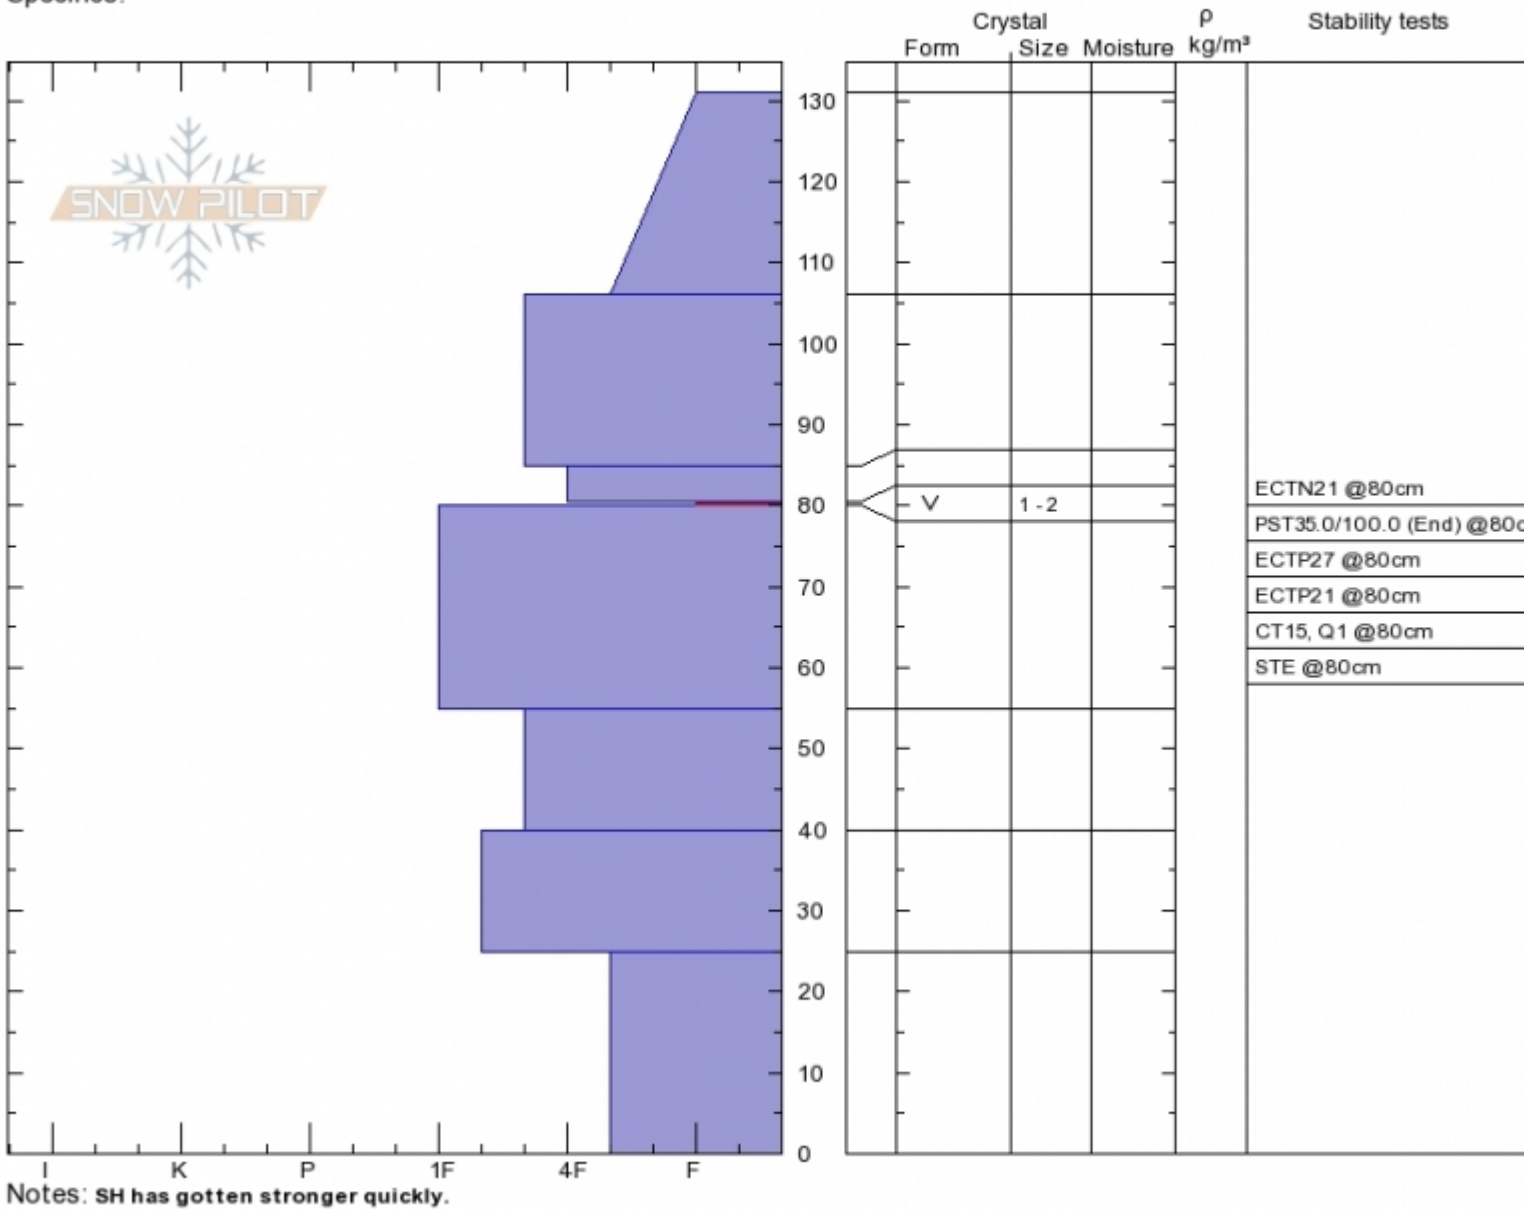 Specifics:
Crystal ρ Stability tests
Form Size Moisture kg/m³
SNOW PILOT
130
120
110
100
90
80
70
60
50
40
30
20
10
0
V 1 - 2
ECTN21 @80cm
PST35.0/100.0 (End) @80c
ECTP27 @80cm
ECTP21 @80cm
CT15, Q1 @80cm
STE @80cm
I K P 1F 4F F
Notes: SH has gotten stronger quickly.